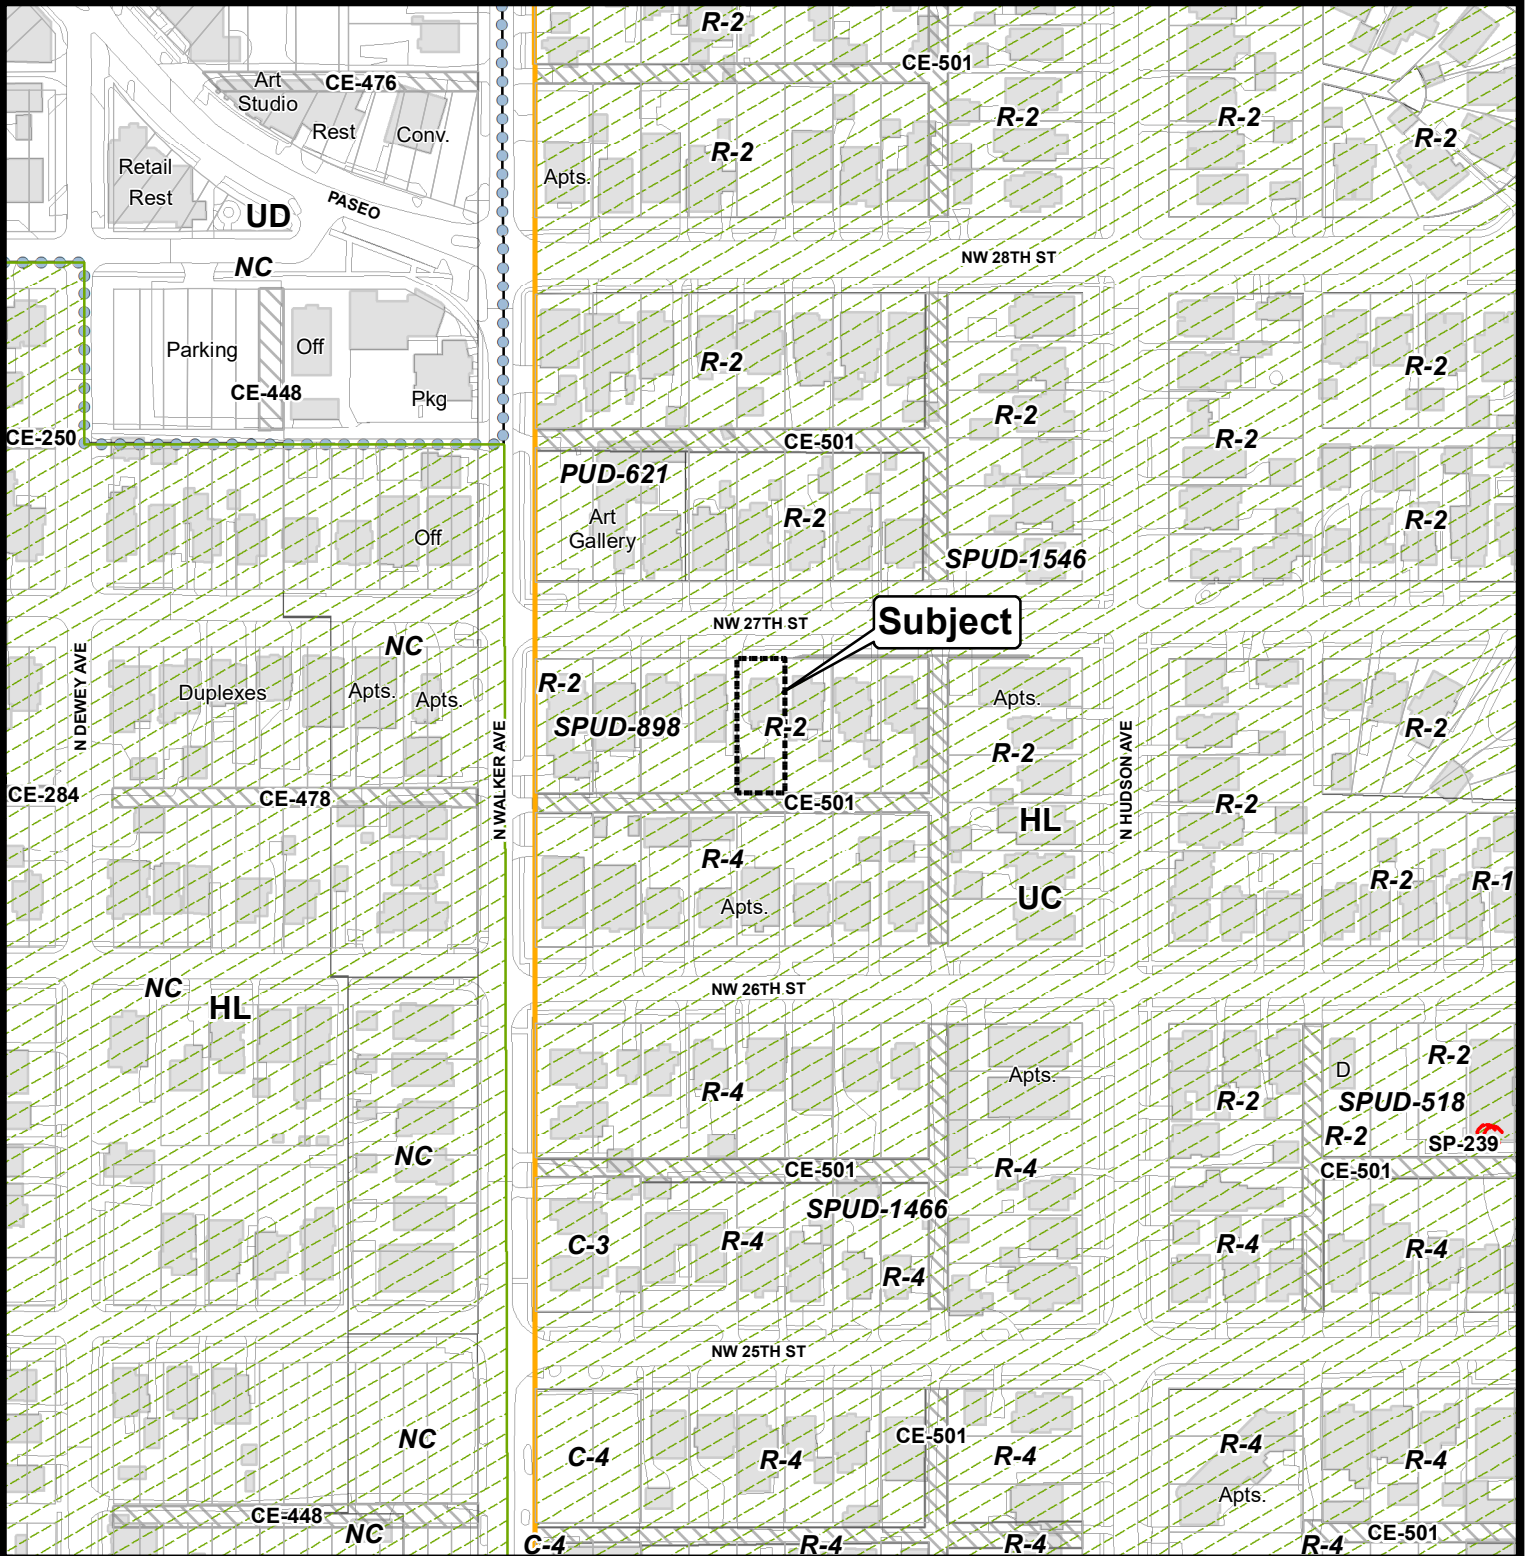 R-2
CE-501
Art
Studio
CE-476
Rest
Conv.
R-2
R-2
R-2
R-2
Retail
Rest
Apts.
PASEO
UD
NC
NW 28TH ST
Parking
Off
R-2
R-2
CE-448
Pkg
R-2
CE-250
CE-501
R-2
PUD-621
Art
Gallery
R-2
R-2
Off
SPUD-1546
NW 27TH ST
Subject
N DEWEY AVE
NC
Duplexes
Apts.
Apts.
R-2
SPUD-898
R-2
Apts.
R-2
R-2
N WALKER AVE
N HUDSON AVE
CE-284
CE-478
CE-501
R-2
HL
R-4
Apts.
UC
R-2
R-1
NC
HL
NW 26TH ST
R-4
Apts.
R-2
D
R-2
SPUD-518
R-2
SP-239
NC
CE-501
R-4
CE-501
SPUD-1466
C-3
R-4
R-4
R-4
R-4
NW 25TH ST
NC
C-4
R-4
CE-501
R-4
R-4
Apts.
R-4
CE-448
NC
C-4
R-4
R-4
R-4
CE-501